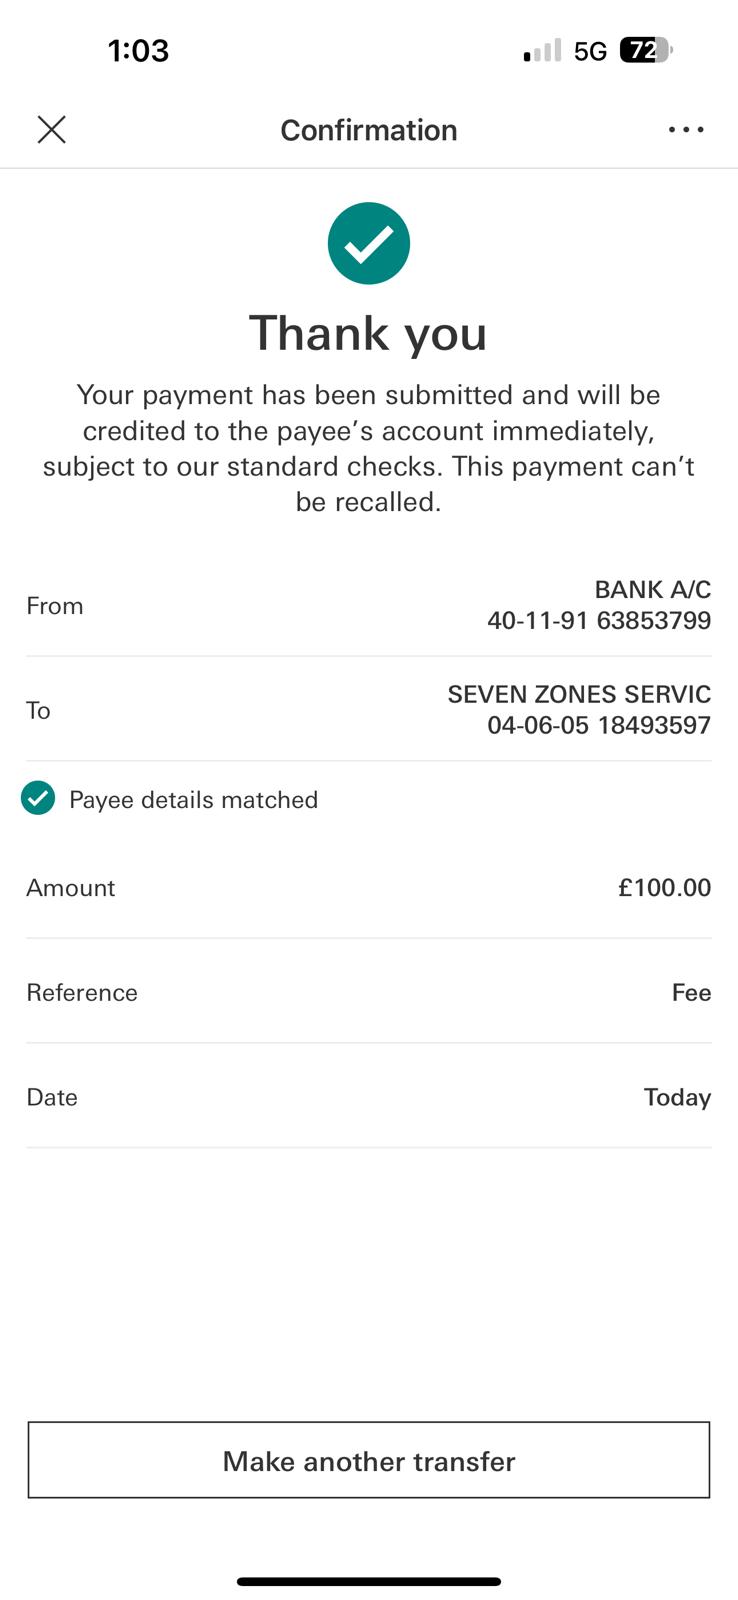 1:03
5G
72
Confirmation
Thank you
Your payment has been submitted and will be
credited to the payee's account immediately,
subject to our standard checks. This payment can't
be recalled.
From
BANK A/C
40-11-91 63853799
To
SEVEN ZONES SERVIC
04-06-05 18493597
Payee details matched
Amount
£100.00
Reference
Fee
Date
Today
Make another transfer